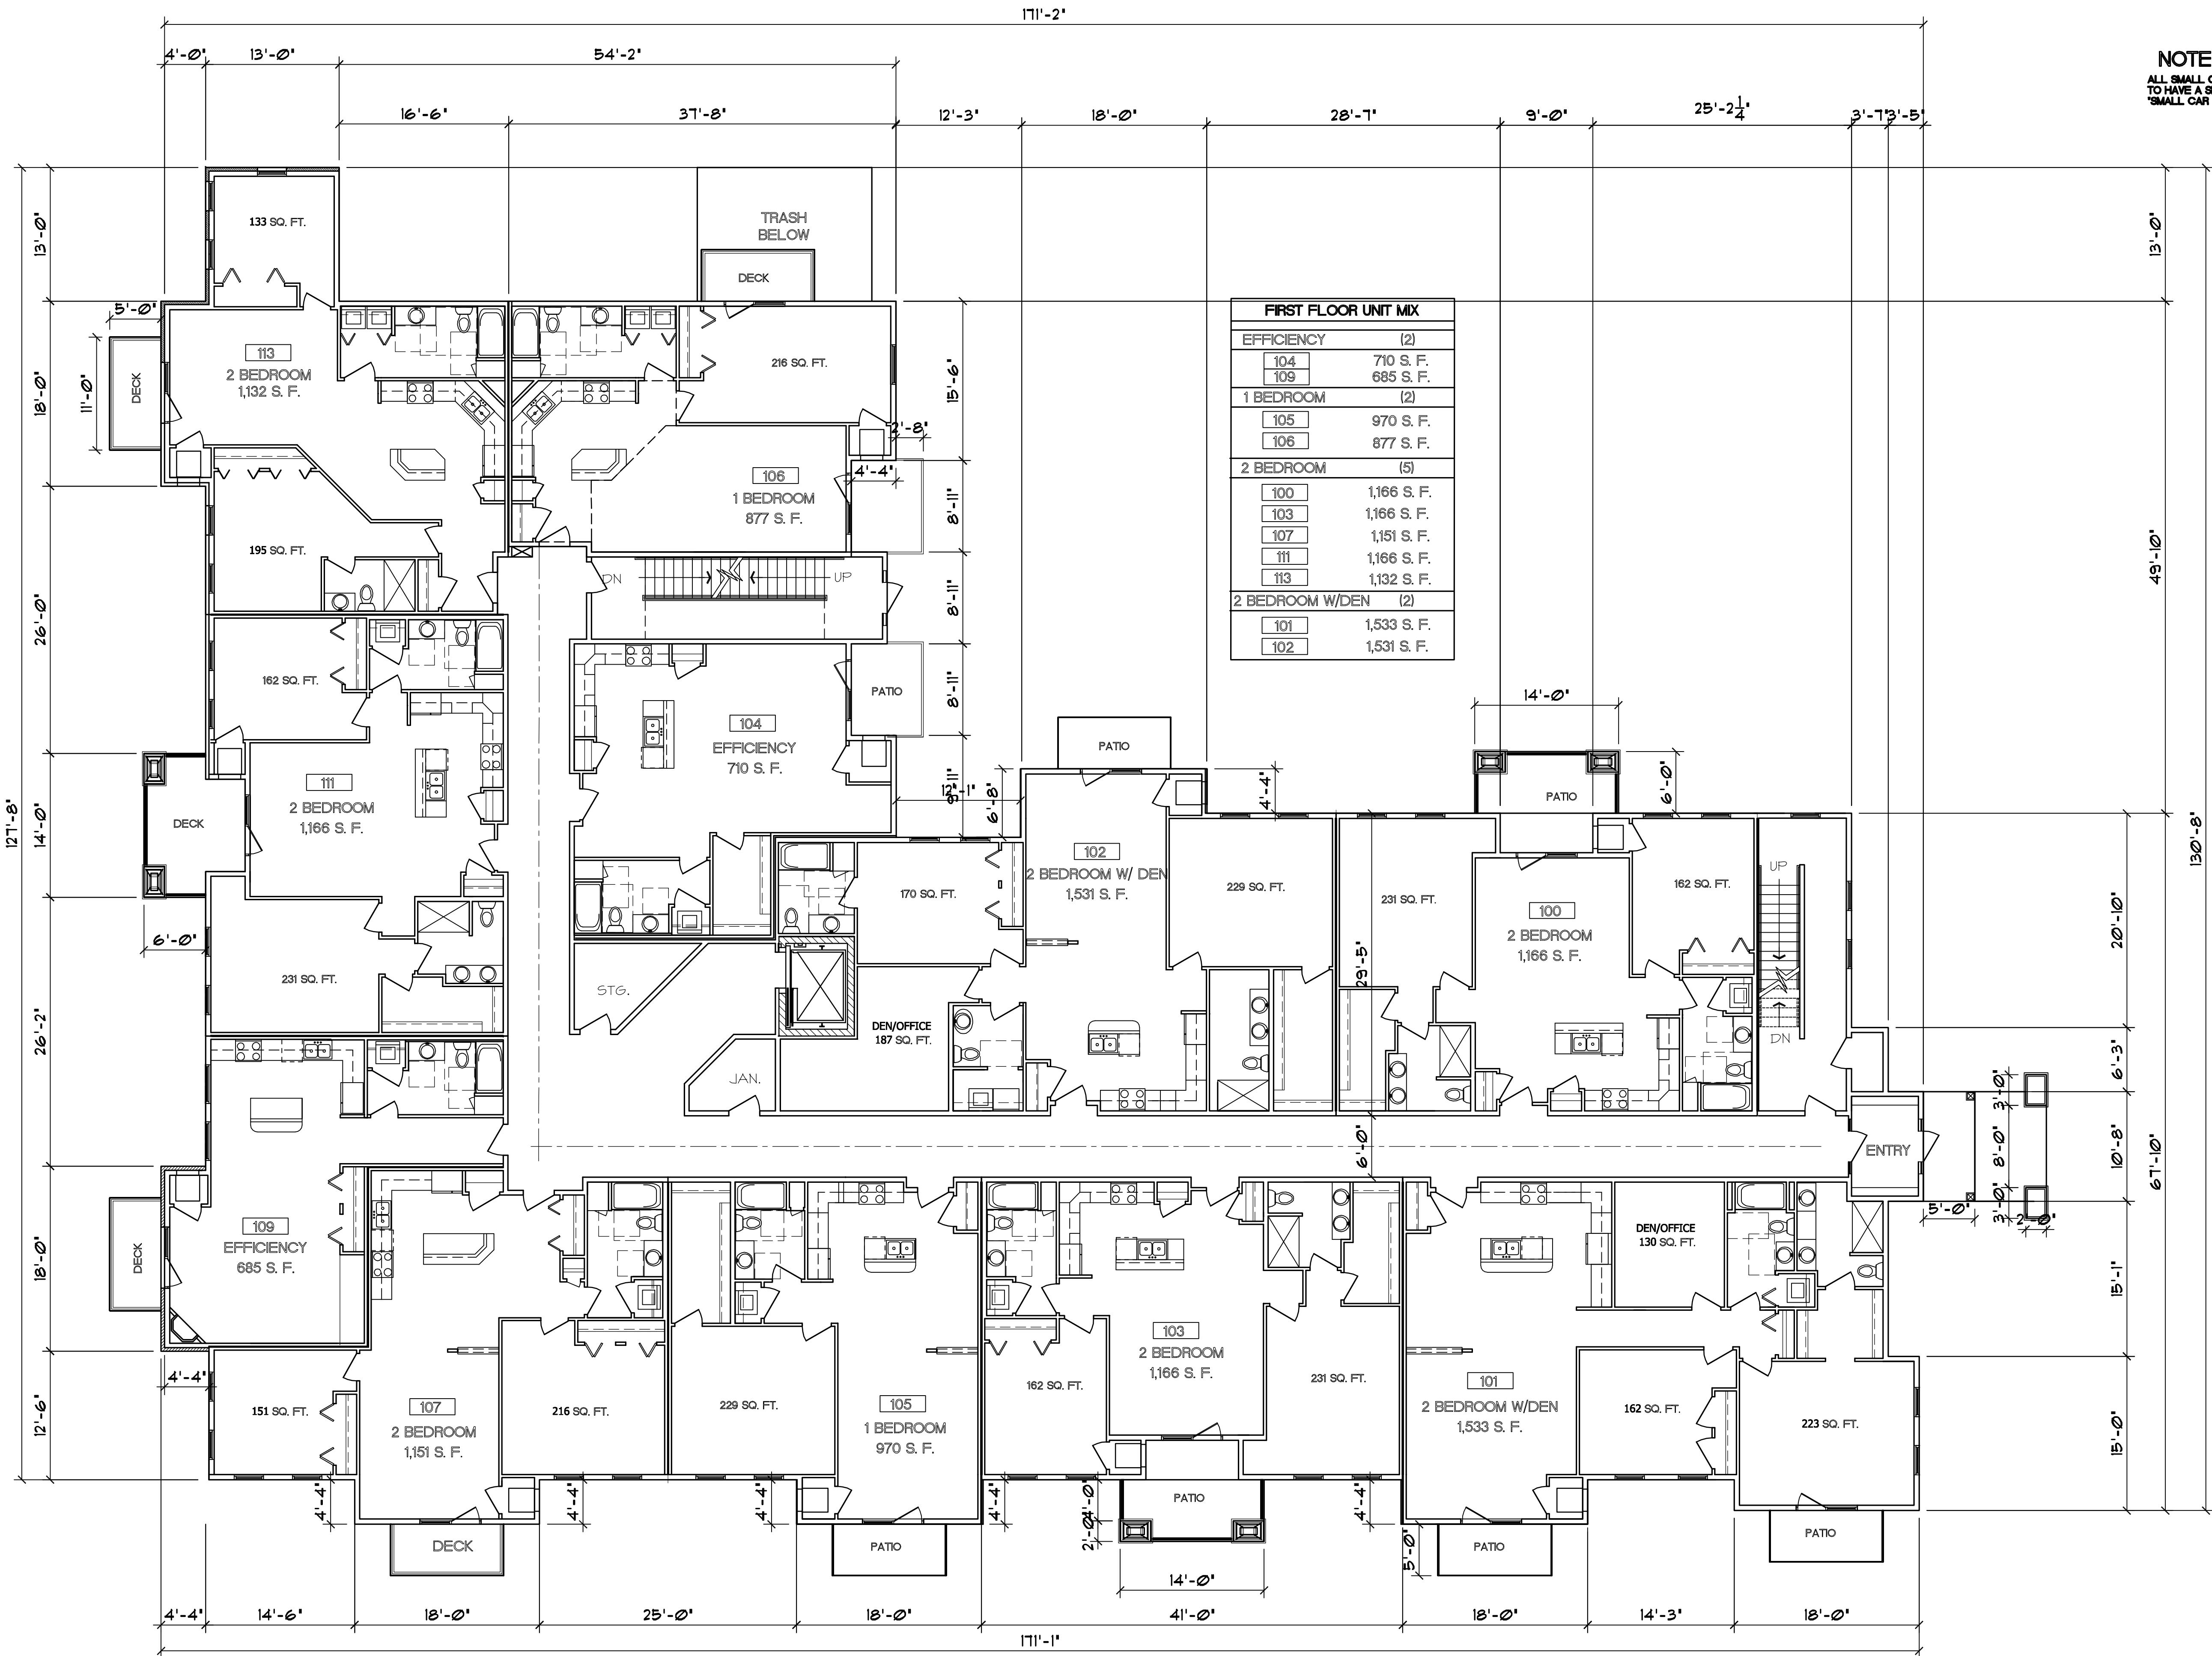 171'-2"
4'-0" 13'-0" 54'-2"
NOTE
ALL SMALL
TO HAVE A S
"SMALL CAR
16'-6" 37'-8" 12'-3" 18'-0" 28'-7" 9'-0" 25'-2 1/4" 3'-7" 3'-5"
13'-0"
133 SQ. FT.
TRASH
BELOW
DECK
13'-0"
5'-0"
11'-0"
DECK
18'-0"
113
2 BEDROOM
1,132 S. F.
216 SQ. FT.
15'-6"
2'-8"
4'-4"
106
1 BEDROOM
877 S. F.
8'-11"
195 SQ. FT.
DN
UP
8'-11"
FIRST FLOOR UNIT MIX
EFFICIENCY (2)
104 710 S. F.
109 685 S. F.
1 BEDROOM (2)
105 970 S. F.
106 877 S. F.
2 BEDROOM (5)
100 1,166 S. F.
103 1,166 S. F.
107 1,151 S. F.
111 1,166 S. F.
113 1,132 S. F.
2 BEDROOM W/DEN (2)
101 1,533 S. F.
102 1,531 S. F.
49'-10"
26'-0"
162 SQ. FT.
104
EFFICIENCY
710 S. F.
PATIO
8'-11"
9'-11"
12'-1"
6'-8"
PATIO
4'-4"
14'-0"
PATIO
6'-0"
127'-8"
130'-8"
14'-0"
DECK
111
2 BEDROOM
1,166 S. F.
6'-0"
231 SQ. FT.
26'-2"
170 SQ. FT.
102
2 BEDROOM W/ DEN
1,531 S. F.
229 SQ. FT.
231 SQ. FT.
29'-5"
100
2 BEDROOM
1,166 S. F.
162 SQ. FT.
UP
DN
20'-10"
STG.
DEN/OFFICE
187 SQ. FT.
JAN.
6'-3"
3'-0"
8'-0"
3'-0"
10'-8"
67'-10"
6'-0"
ENTRY
5'-0"
2'-0"
DECK
18'-0"
109
EFFICIENCY
685 S. F.
DEN/OFFICE
130 SQ. FT.
15'-1"
4'-4"
12'-6"
151 SQ. FT.
107
2 BEDROOM
1,151 S. F.
216 SQ. FT.
229 SQ. FT.
105
1 BEDROOM
970 S. F.
162 SQ. FT.
103
2 BEDROOM
1,166 S. F.
231 SQ. FT.
101
2 BEDROOM W/DEN
1,533 S. F.
162 SQ. FT.
223 SQ. FT.
15'-0"
4'-4" 4'-4" 4'-4" 4'-4" 4'-0" 4'-4"
2'-0"
5'-0"
DECK
PATIO
PATIO
PATIO
PATIO
14'-0"
4'-4" 14'-6" 18'-0" 25'-0" 18'-0" 41'-0" 18'-0" 14'-3" 18'-0"
171'-1"